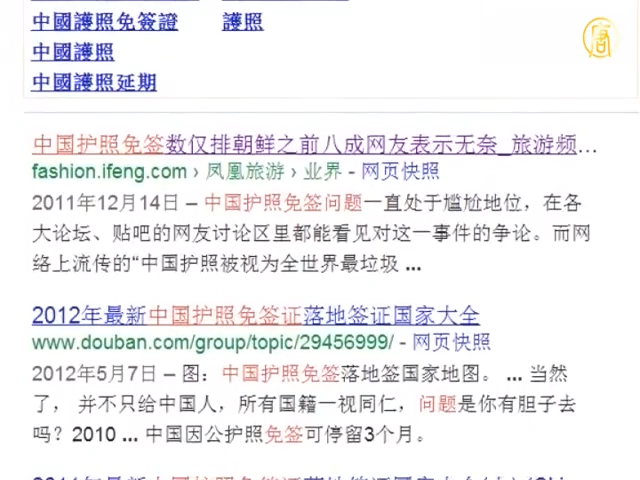 中國護照免簽證 護照
中國護照
中國護照延期
唐
中国护照免签数仅排朝鲜之前八成网友表示无奈_旅游频...
fashion.ifeng.com › 凤凰旅游 › 业界 - 网页快照
2011年12月14日 – 中国护照免签问题一直处于尴尬地位，在各
大论坛、贴吧的网友讨论区里都能看见对这一事件的争论。而网
络上流传的“中国护照被视为全世界最垃圾 ...
2012年最新中国护照免签证落地签证国家大全
www.douban.com/group/topic/29456999/ - 网页快照
2012年5月7日 – 图：中国护照免签落地签国家地图。 ... 当然
了， 并不只给中国人，所有国籍一视同仁，问题是你有胆子去
吗？2010 ... 中国因公护照免签可停留3个月。